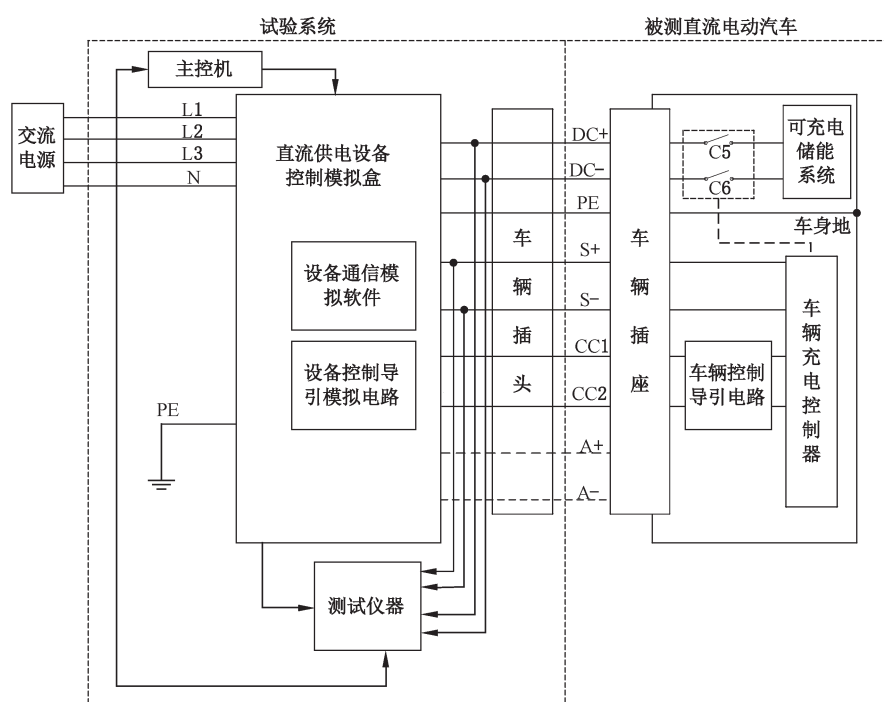 试验系统
被测直流电动汽车
主控机
交流
电源
L1
L2
L3
N
直流供电设备
控制模拟盒
设备通信模
拟软件
设备控制导
引模拟电路
PE
测试仪器
车辆插头
DC+
DC-
PE
S+
S-
CC1
CC2
A+
A-
车辆插座
C5
C6
可充电
储能
系统
车身地
车辆控制
导引电路
车辆充电控制器